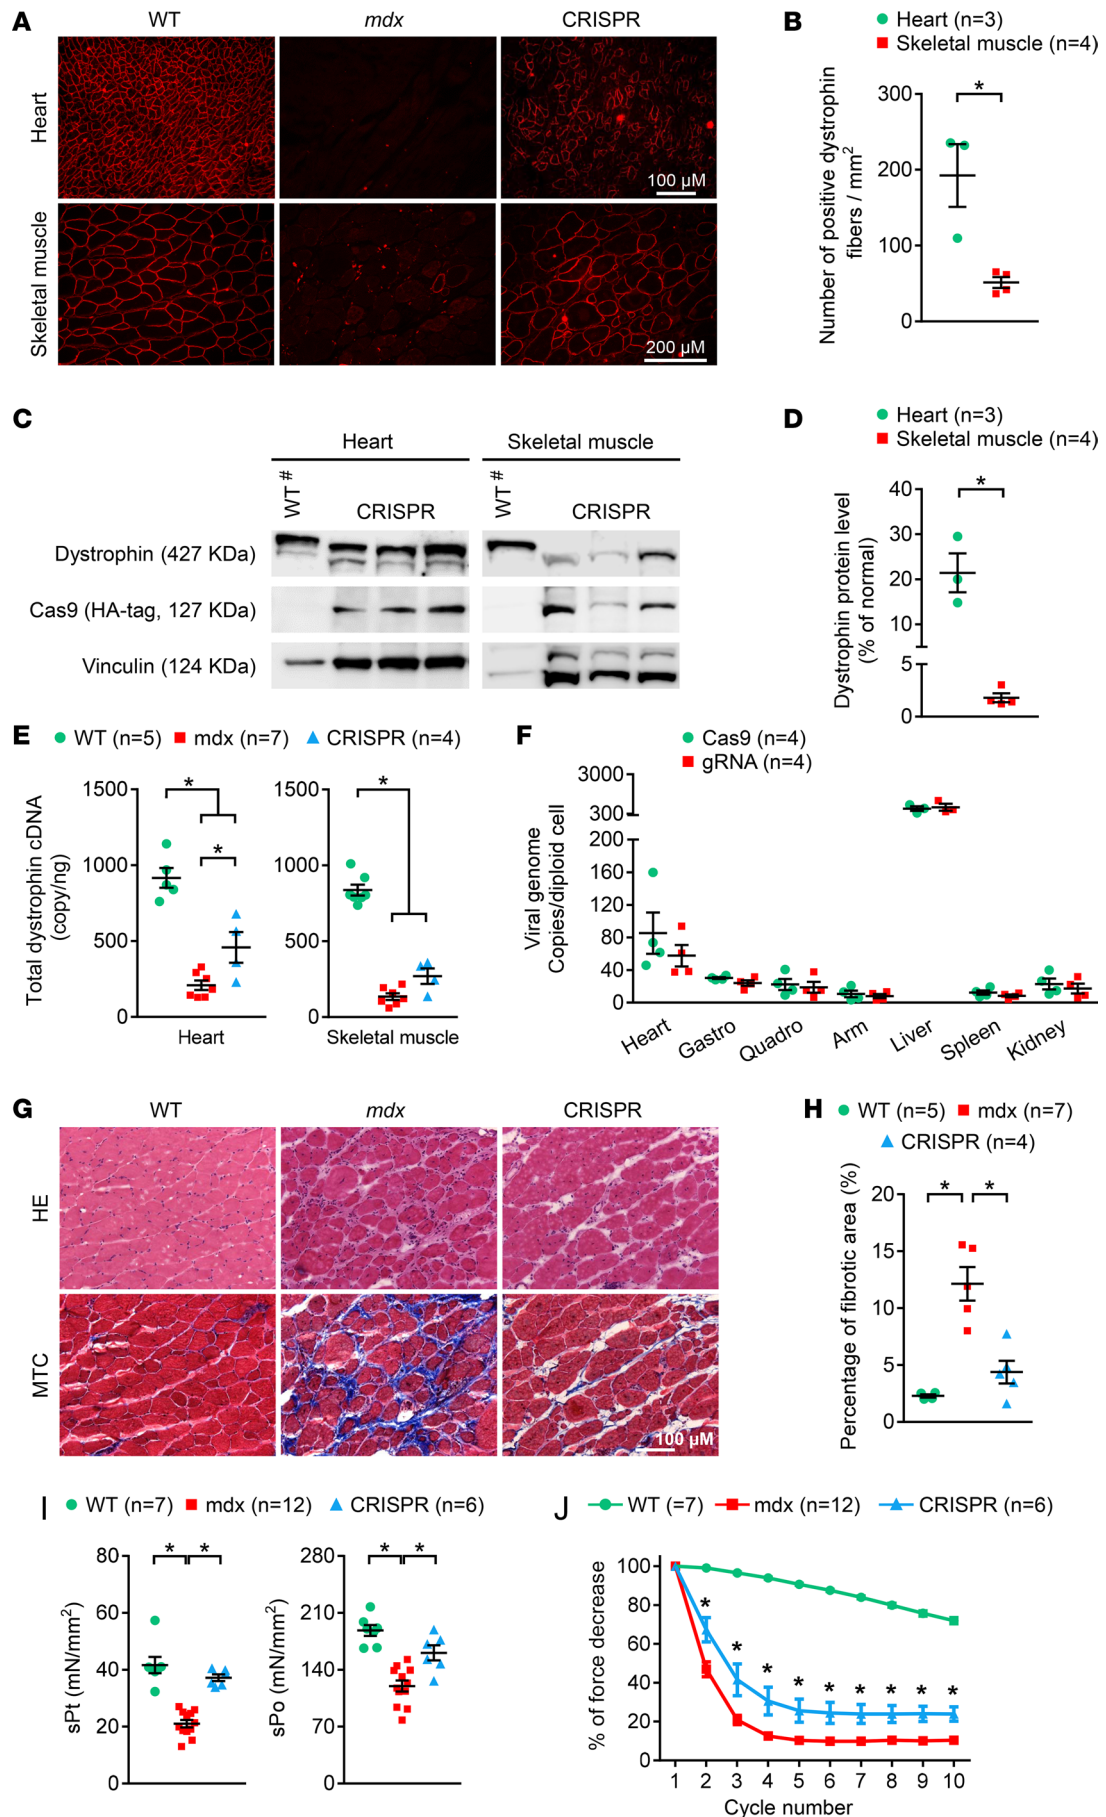 A
WT
mdx
CRISPR
Heart
Skeletal muscle
100 µM
200 µM
B
Heart (n=3)
Skeletal muscle (n=4)
Number of positive dystrophin
fibers / mm²
300
200
100
0
*
C
Heart
Skeletal muscle
WT #
CRISPR
WT #
CRISPR
Dystrophin (427 KDa)
Cas9 (HA-tag, 127 KDa)
Vinculin (124 KDa)
D
Heart (n=3)
Skeletal muscle (n=4)
Dystrophin protein level
(% of normal)
40
30
20
10
5
0
*
E
WT (n=5)
mdx (n=7)
CRISPR (n=4)
Total dystrophin cDNA
(copy/ng)
1500
1000
500
0
*
*
Heart
1500
1000
500
0
*
Skeletal muscle
F
Cas9 (n=4)
gRNA (n=4)
Viral genome
Copies/diploid cell
3000
300
200
160
120
80
40
0
Heart
Gastro
Quadro
Arm
Liver
Spleen
Kidney
G
WT
mdx
CRISPR
HE
MTC
100 µM
H
WT (n=5)
mdx (n=7)
CRISPR (n=4)
Percentage of fibrotic area (%)
20
15
10
5
0
* *
I
WT (n=7)
mdx (n=12)
CRISPR (n=6)
sPt (mN/mm²)
80
60
40
20
0
* *
sPo (mN/mm²)
280
210
140
70
0
* *
J
WT (=7)
mdx (n=12)
CRISPR (n=6)
% of force decrease
100
80
60
40
20
0
* * * * * * * * *
1 2 3 4 5 6 7 8 9 10
Cycle number